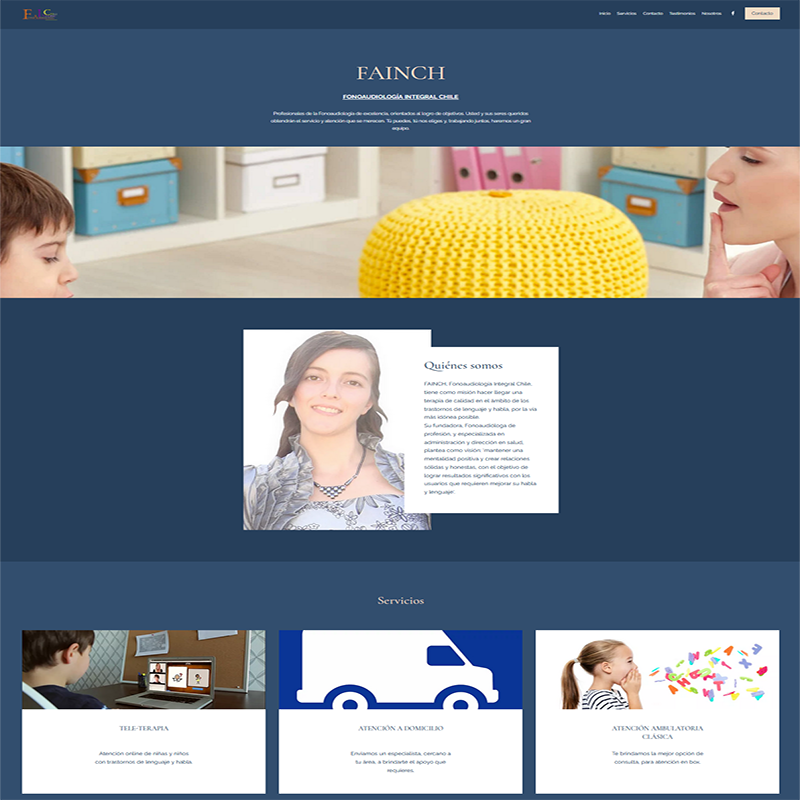 Inicio Servicios Contacto Testimonios Nosotros Contacto
FAINCH
FONOAUDIOLOGÍA INTEGRAL CHILE
Profesionales de la Fonoaudiología de excelencia, orientados al logro de objetivos. Usted y sus seres queridos
obtendrán el servicio y atención que se merecen. Tú puedes, tú nos eliges y, trabajando juntos, haremos un gran
equipo.
Quiénes somos
FAINCH, Fonoaudiología Integral Chile,
tiene como misión hacer llegar una
terapia de calidad en el ámbito de los
trastornos de lenguaje y habla, por la vía
más idónea posible.
Su fundadora, Fonoaudióloga de
profesión, y especializada en
administración y dirección en salud,
plantea como visión: "mantener una
mentalidad positiva y crear relaciones
sólidas y honestas, con el objetivo de
lograr resultados significativos con los
usuarios que requieren mejorar su habla
y lenguaje".
Servicios
TELE-TERAPIA
Atención online de niñas y niños
con trastornos de lenguaje y habla.
ATENCIÓN A DOMICILIO
Enviamos un especialista, cercano a
tu área, a brindarte el apoyo que
requieres.
ATENCIÓN AMBULATORIA
CLÁSICA
Te brindamos la mejor opción de
consulta, para atención en box.